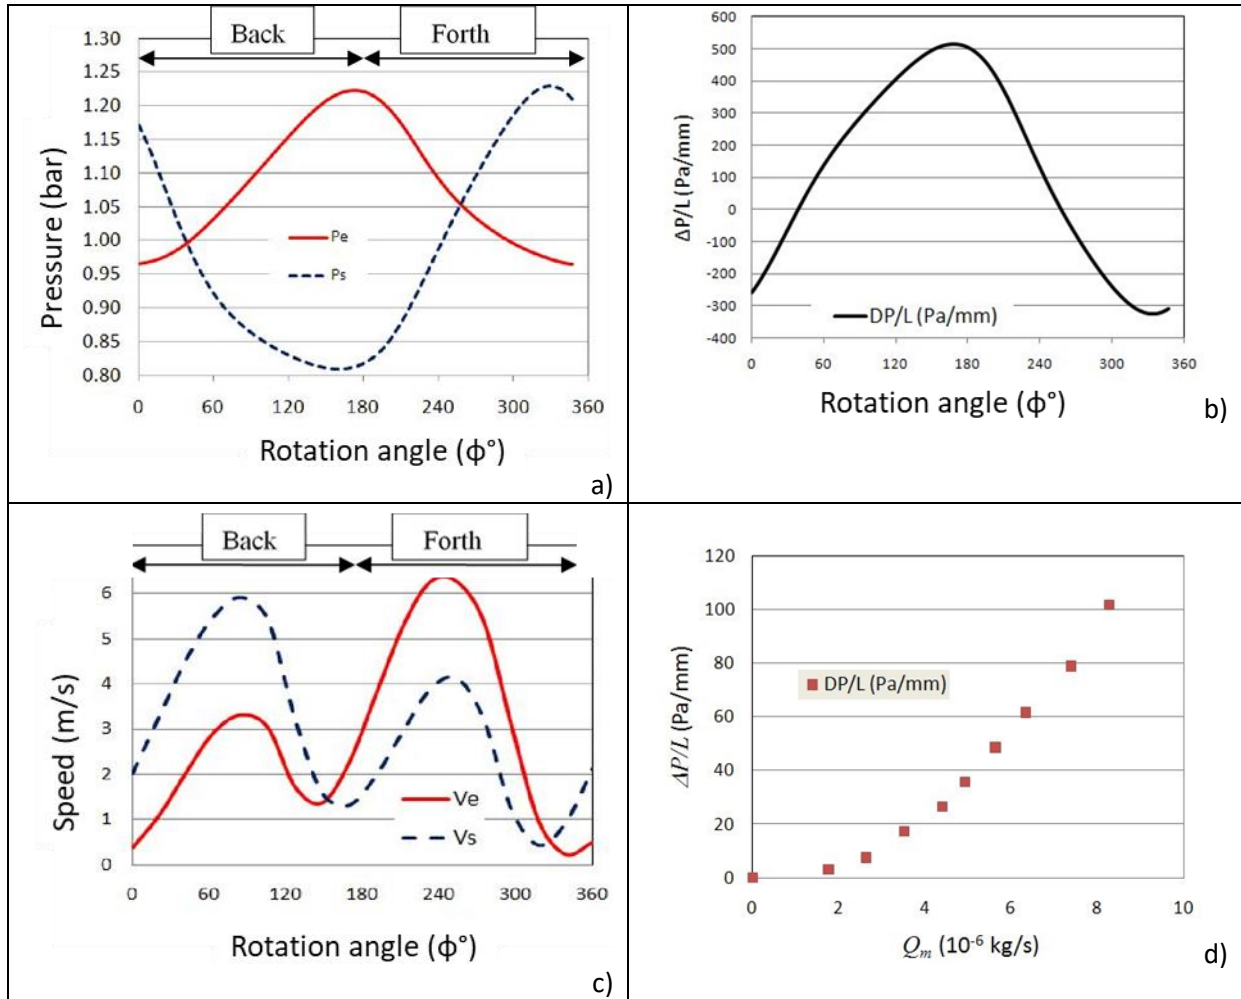 Back Forth
1.30
1.25
1.20
1.15
1.10
1.05
1.00
0.95
0.90
0.85
0.80
Pressure (bar)
Pe
Ps
0 60 120 180 240 300 360
Rotation angle (ϕ°)
a)
600
500
400
300
200
100
0
-100
-200
-300
-400
ΔP/L (Pa/mm)
DP/L (Pa/mm)
0 60 120 180 240 300 360
Rotation angle (ϕ°)
b)
Back Forth
6
5
4
3
2
1
0
Speed (m/s)
Ve
Vs
0 60 120 180 240 300 360
Rotation angle (ϕ°)
c)
120
100
80
60
40
20
0
ΔP/L (Pa/mm)
DP/L (Pa/mm)
0 2 4 6 8 10
Qm (10⁻⁶ kg/s)
d)